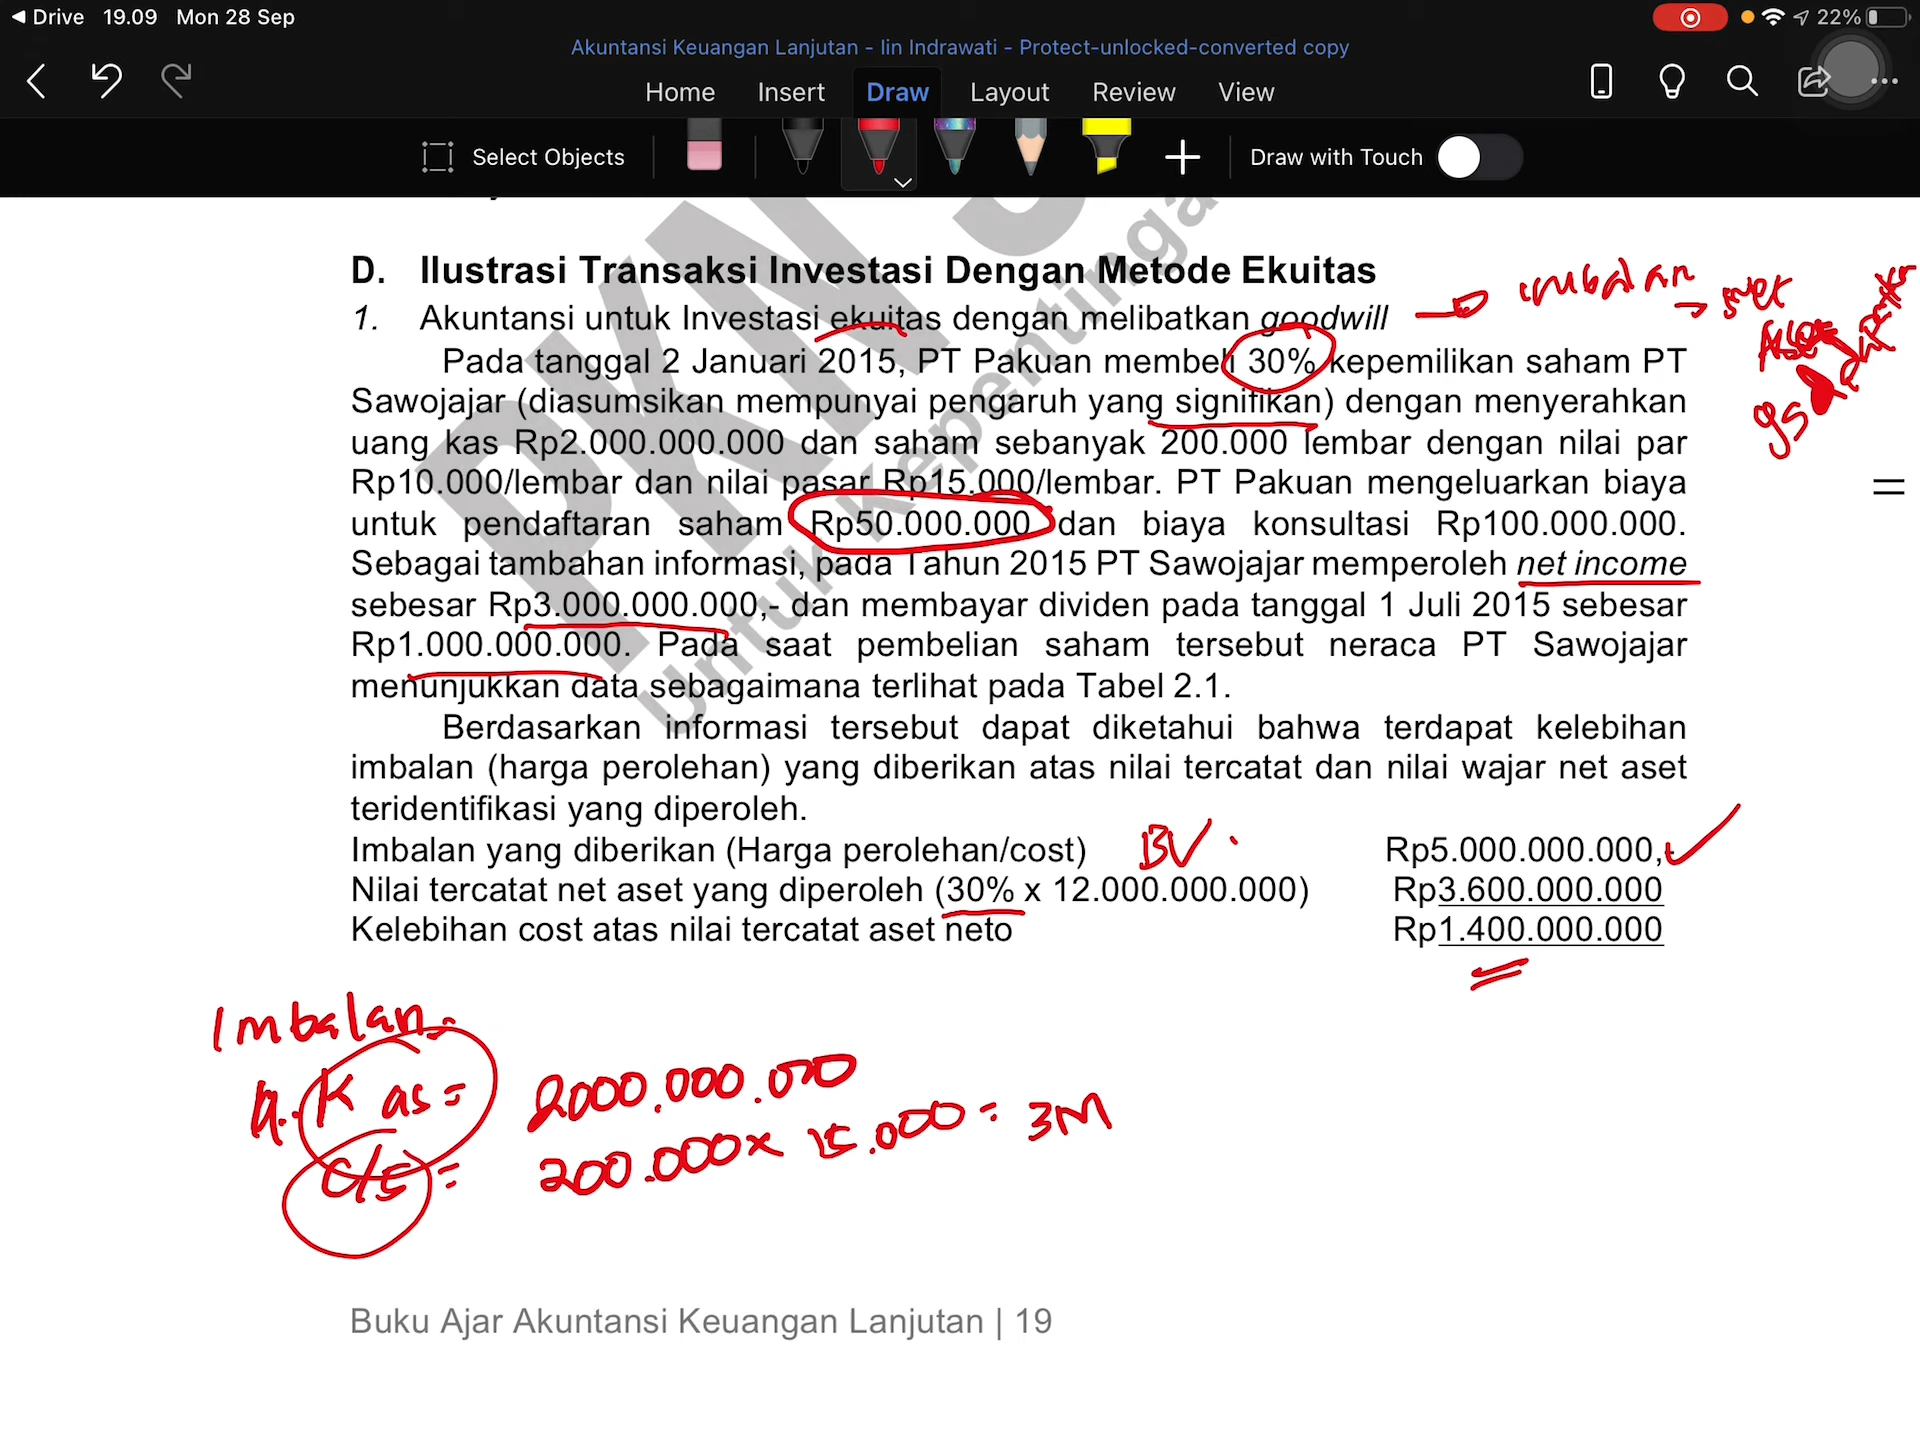 Drive 19.09 Mon 28 Sep 22%
Akuntansi Keuangan Lanjutan - Iin Indrawati - Protect-unlocked-converted copy
Home Insert Draw Layout Review View
Select Objects Draw with Touch
D. Ilustrasi Transaksi Investasi Dengan Metode Ekuitas
1. Akuntansi untuk Investasi ekuitas dengan melibatkan goodwill
imbalan
Pada tanggal 2 Januari 2015, PT Pakuan membeli 30% kepemilikan saham PT
Sawojajar (diasumsikan mempunyai pengaruh yang signifikan) dengan menyerahkan
uang kas Rp2.000.000.000 dan saham sebanyak 200.000 lembar dengan nilai par
Rp10.000/lembar dan nilai pasar Rp15.000/lembar. PT Pakuan mengeluarkan biaya
untuk pendaftaran saham Rp50.000.000 dan biaya konsultasi Rp100.000.000.
Sebagai tambahan informasi, pada Tahun 2015 PT Sawojajar memperoleh net income
sebesar Rp3.000.000.000,- dan membayar dividen pada tanggal 1 Juli 2015 sebesar
Rp1.000.000.000. Pada saat pembelian saham tersebut neraca PT Sawojajar
menunjukkan data sebagaimana terlihat pada Tabel 2.1.
Berdasarkan informasi tersebut dapat diketahui bahwa terdapat kelebihan
imbalan (harga perolehan) yang diberikan atas nilai tercatat dan nilai wajar net aset
teridentifikasi yang diperoleh.
Imbalan yang diberikan (Harga perolehan/cost) BV Rp5.000.000.000,-
Nilai tercatat net aset yang diperoleh (30% x 12.000.000.000) Rp3.600.000.000
Kelebihan cost atas nilai tercatat aset neto Rp1.400.000.000
Imbalan =
Kas = 2000.000.000
C/S = 200.000 x 15.000 = 3M
Buku Ajar Akuntansi Keuangan Lanjutan | 19
PKN S
Untuk Kepentinga